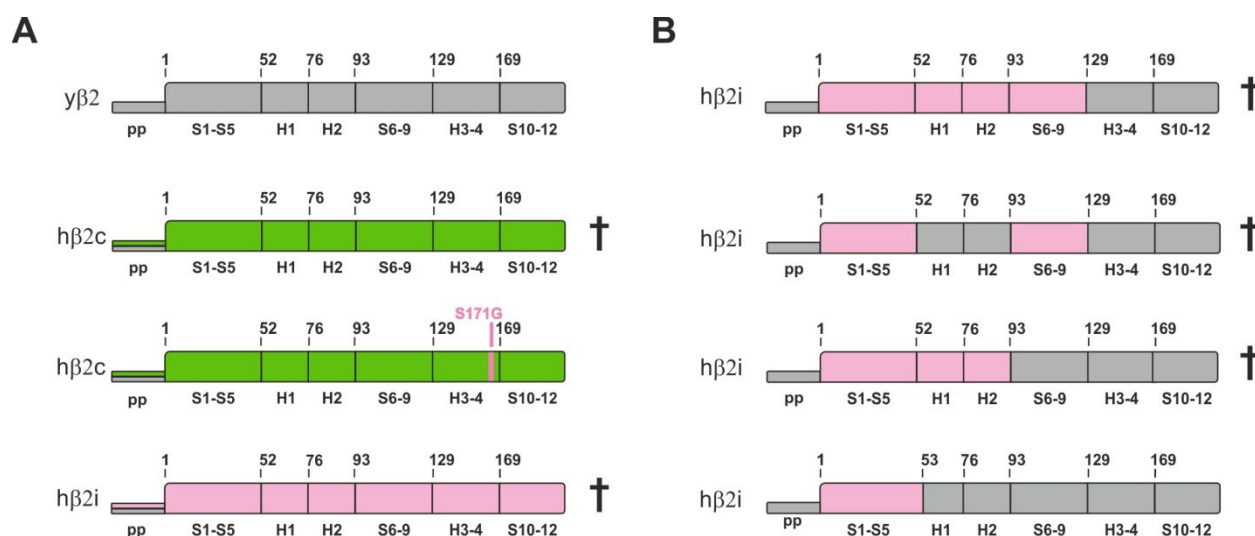 A
1 52 76 93 129 169
yβ2
pp S1-S5 H1 H2 S6-9 H3-4 S10-12
1 52 76 93 129 169
hβ2c †
pp S1-S5 H1 H2 S6-9 H3-4 S10-12
S171G
1 52 76 93 129 169
hβ2c
pp S1-S5 H1 H2 S6-9 H3-4 S10-12
1 52 76 93 129 169
hβ2i †
pp S1-S5 H1 H2 S6-9 H3-4 S10-12
B
1 52 76 93 129 169
hβ2i †
pp S1-S5 H1 H2 S6-9 H3-4 S10-12
1 52 76 93 129 169
hβ2i †
pp S1-S5 H1 H2 S6-9 H3-4 S10-12
1 52 76 93 129 169
hβ2i †
pp S1-S5 H1 H2 S6-9 H3-4 S10-12
1 53 76 93 129 169
hβ2i
pp S1-S5 H1 H2 S6-9 H3-4 S10-12